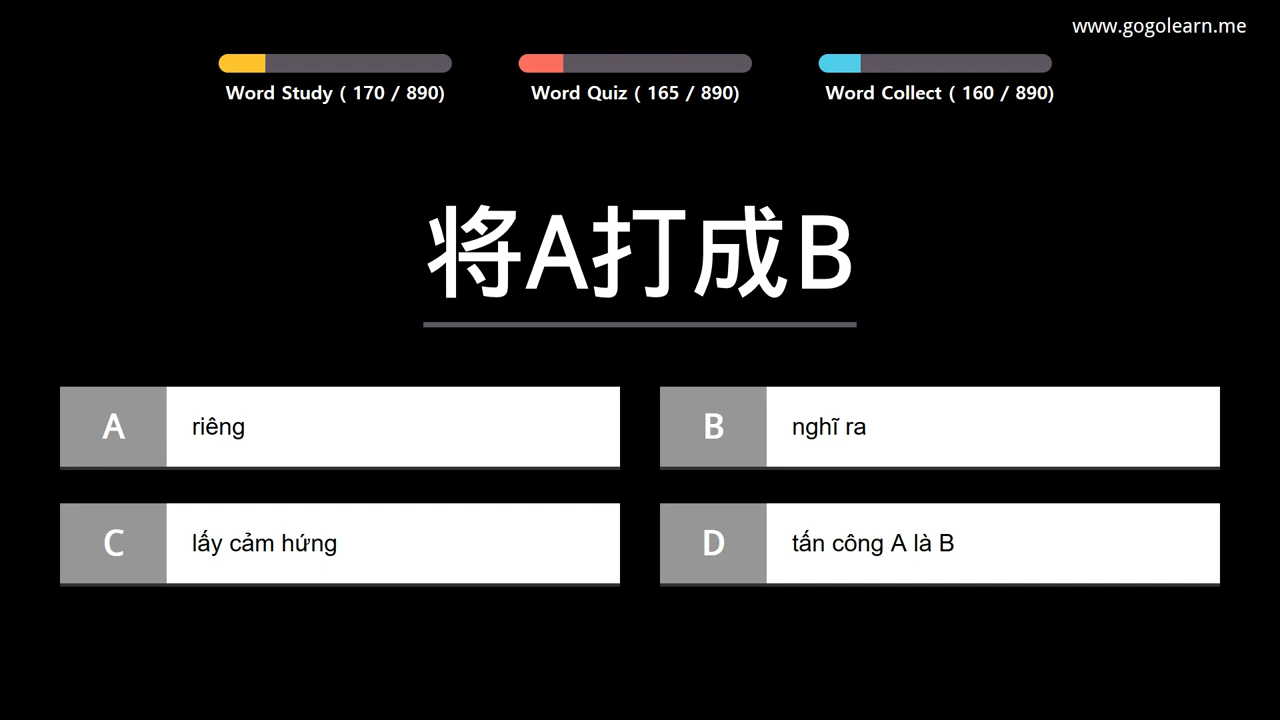 www.gogolearn.me
Word Study ( 170 / 890)
Word Quiz ( 165 / 890)
Word Collect ( 160 / 890)
将A打成B
A riêng
B nghĩ ra
C lấy cảm hứng
D tấn công A là B